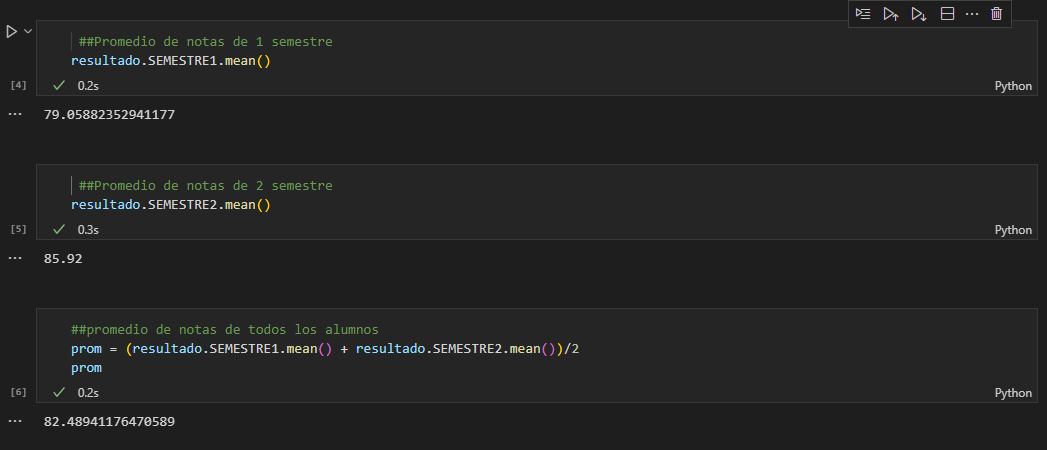 ##Promedio de notas de 1 semestre
resultado.SEMESTRE1.mean()
[4]
0.2s
Python
79.05882352941177
##Promedio de notas de 2 semestre
resultado.SEMESTRE2.mean()
[5]
0.3s
Python
85.92
##promedio de notas de todos los alumnos
prom = (resultado.SEMESTRE1.mean() + resultado.SEMESTRE2.mean())/2
prom
[6]
0.2s
Python
82.48941176470589